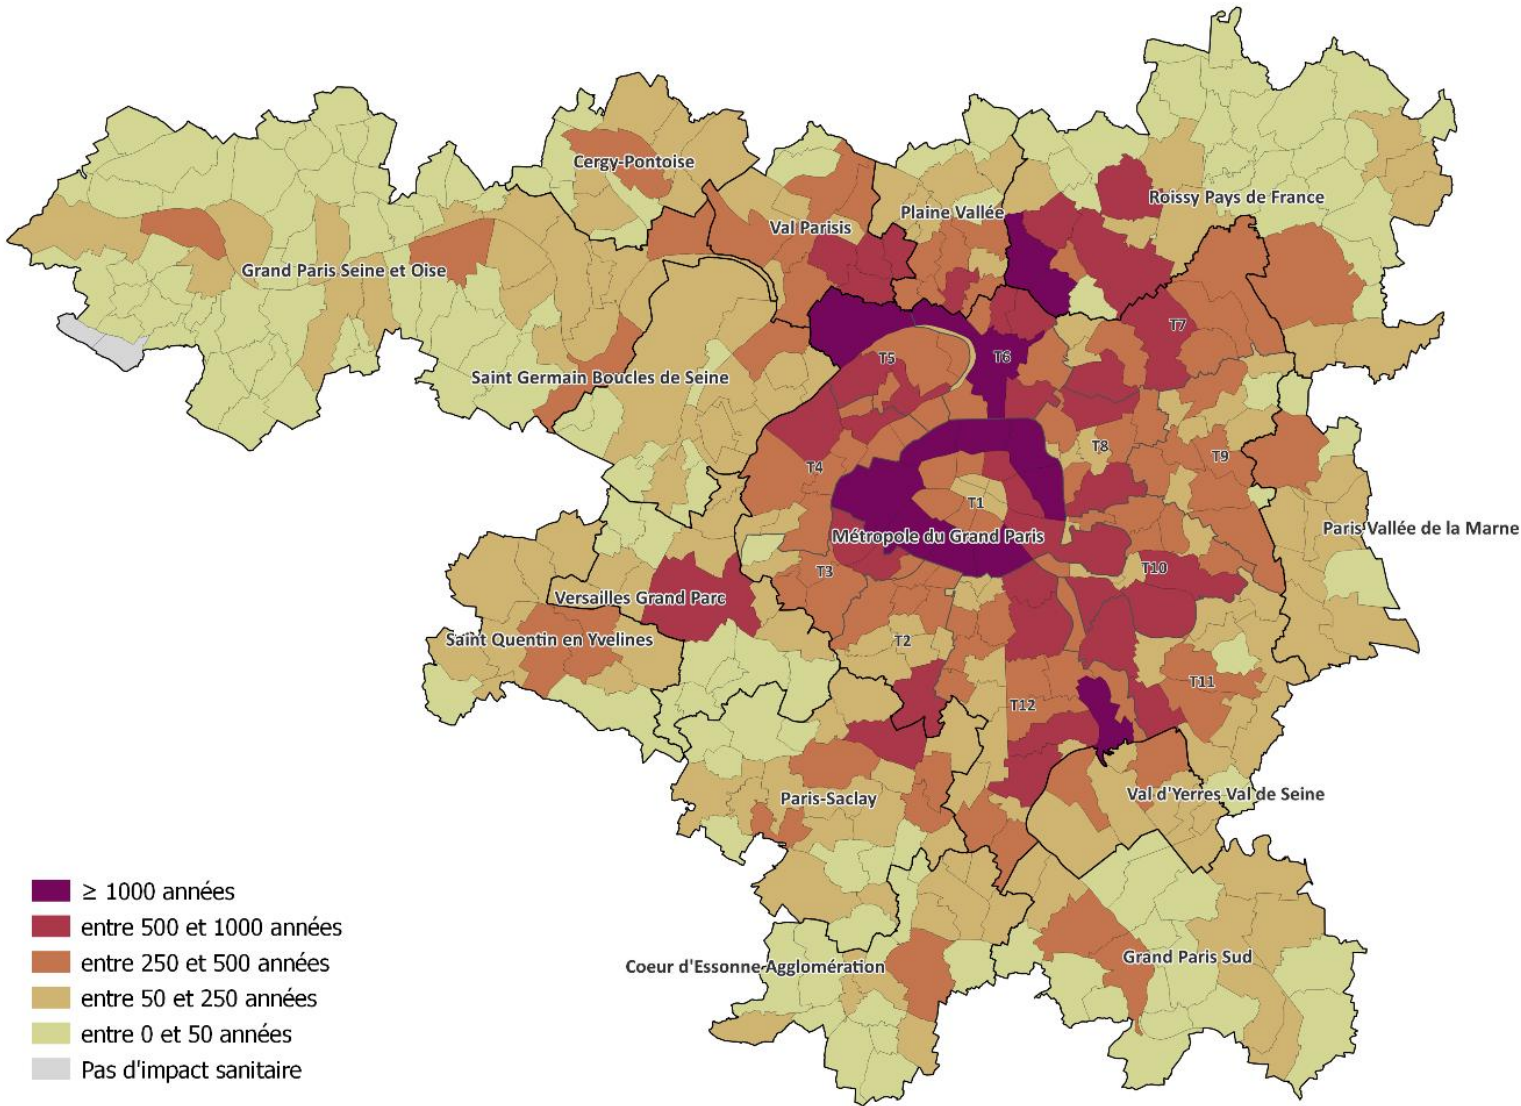 Cergy-Pontoise
Roissy Pays de France
Plaine Vallée
Val Parisis
Grand Paris Seine et Oise
T7
T6
T5
Saint Germain Boucles de Seine
T8
T9
T4
T1
Paris Vallée de la Marne
Métropole du Grand Paris
T10
T3
Versailles Grand Parc
Saint Quentin en Yvelines
T2
T11
T12
Val d'Yerres Val de Seine
Paris-Saclay
Grand Paris Sud
Coeur d'Essonne Agglomération
≥ 1000 années
entre 500 et 1000 années
entre 250 et 500 années
entre 50 et 250 années
entre 0 et 50 années
Pas d'impact sanitaire